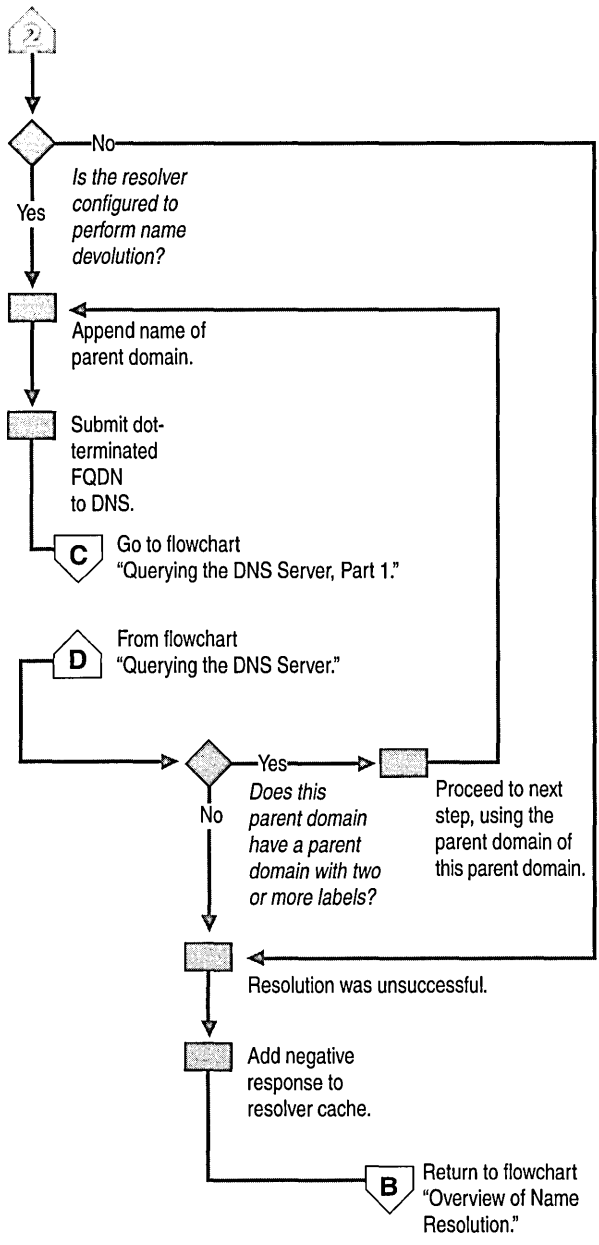 2
No
Is the resolver
configured to
perform name
devolution?
Yes
Append name of
parent domain.
Submit dot-
terminated
FQDN
to DNS.
C
Go to flowchart
“Querying the DNS Server, Part 1.”
D
From flowchart
“Querying the DNS Server.”
Yes
Does this
parent domain
have a parent
domain with two
or more labels?
No
Proceed to next
step, using the
parent domain of
this parent domain.
Resolution was unsuccessful.
Add negative
response to
resolver cache.
B
Return to flowchart
“Overview of Name
Resolution.”